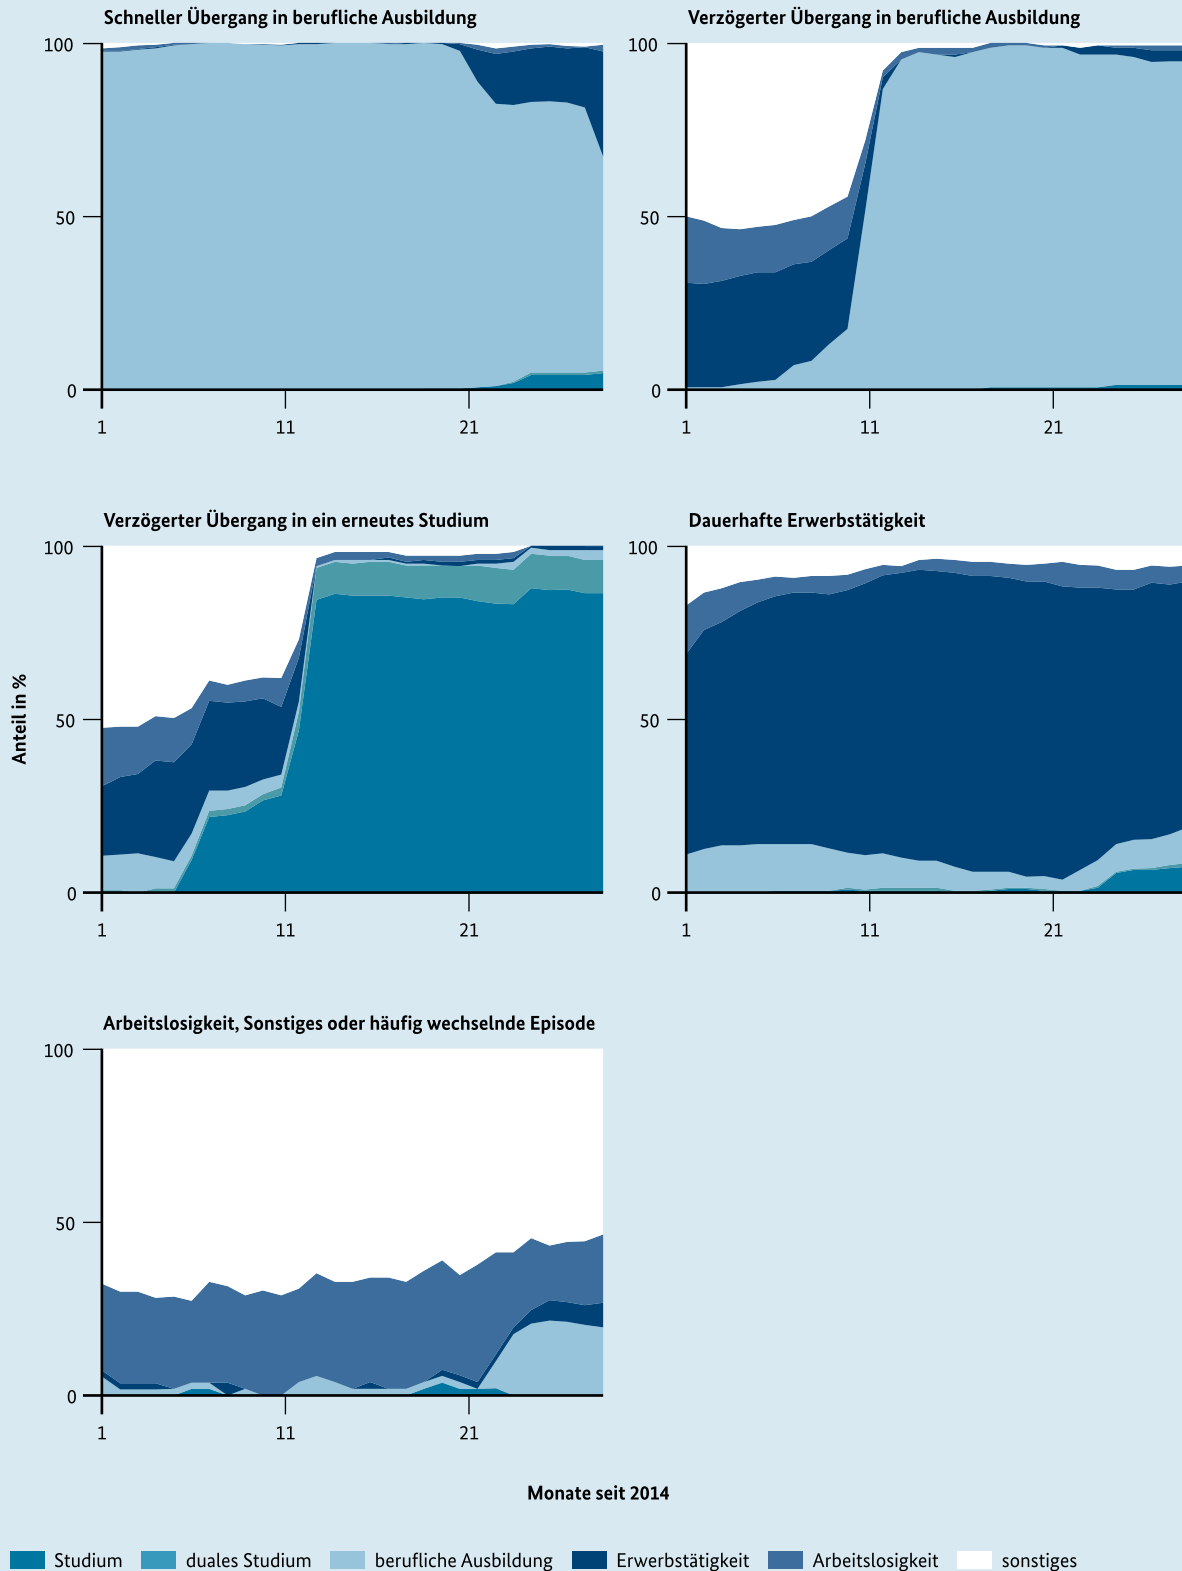 Schneller Übergang in berufliche Ausbildung
100
50
0
1 11 21
Verzögerter Übergang in berufliche Ausbildung
100
50
0
1 11 21
Verzögerter Übergang in ein erneutes Studium
100
50
0
1 11 21
Dauerhafte Erwerbstätigkeit
100
50
0
1 11 21
Anteil in %
Arbeitslosigkeit, Sonstiges oder häufig wechselnde Episode
100
50
0
1 11 21
Monate seit 2014
Studium duales Studium berufliche Ausbildung Erwerbstätigkeit Arbeitslosigkeit sonstiges